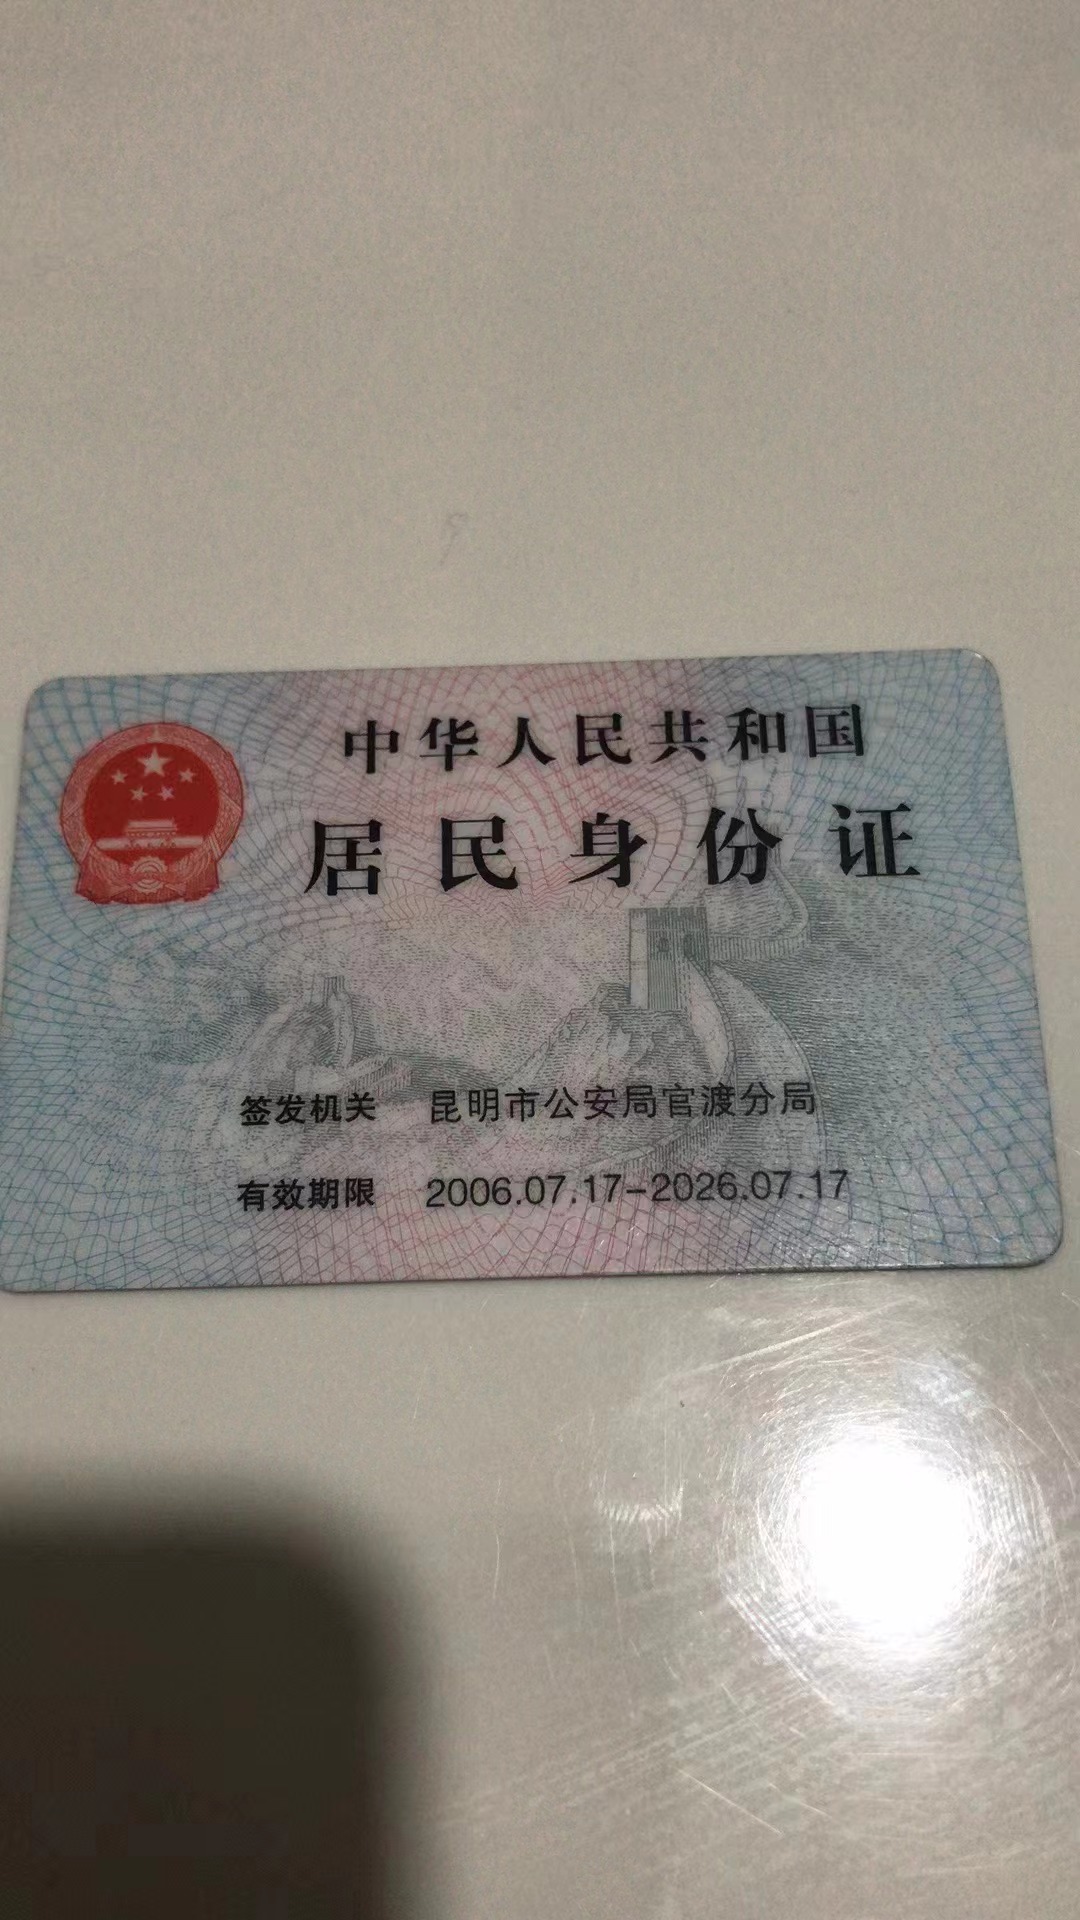 中华人民共和国
居民身份证
签发机关 昆明市公安局官渡分局
有效期限 2006.07.17-2026.07.17